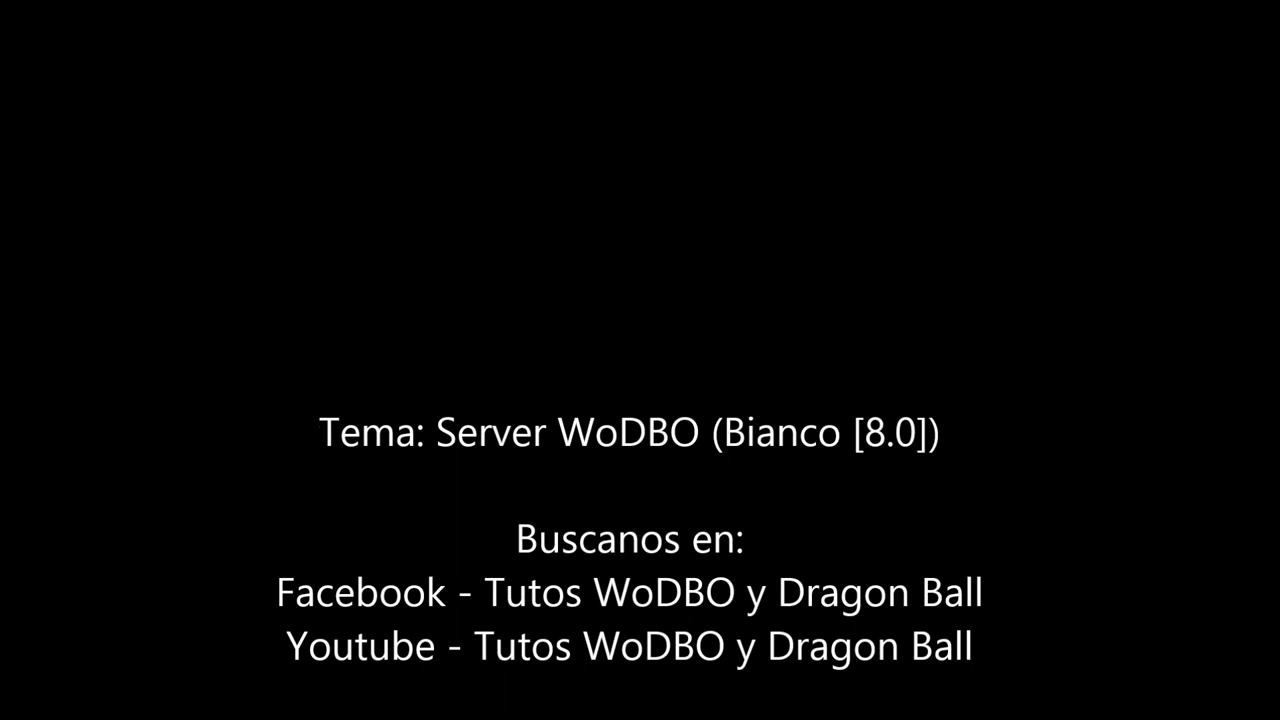 Tema: Server WoDBO (Bianco [8.0])
Buscanos en:
Facebook - Tutos WoDBO y Dragon Ball
Youtube - Tutos WoDBO y Dragon Ball